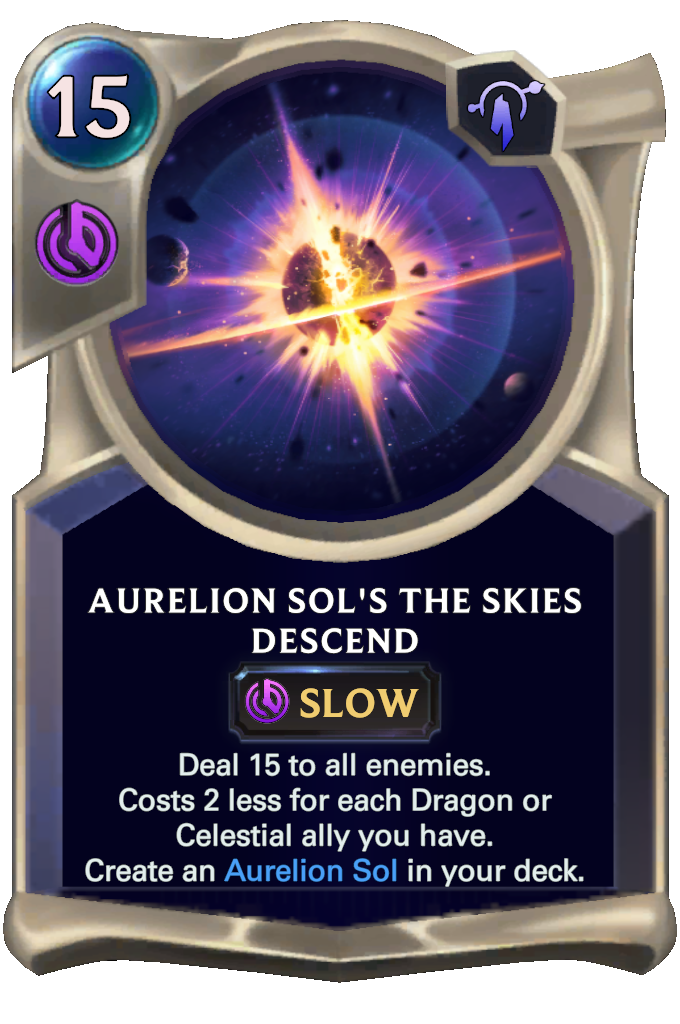 15
AURELION SOL'S THE SKIES
DESCEND
SLOW
Deal 15 to all enemies.
Costs 2 less for each Dragon or
Celestial ally you have.
Create an Aurelion Sol in your deck.